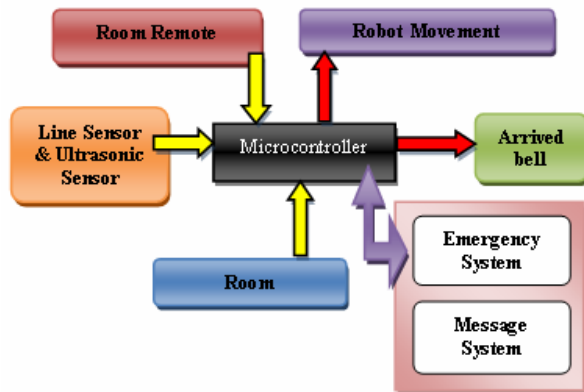 Room Remote
Robot Movement
Line Sensor
& Ultrasonic
Sensor
Microcontroller
Arrived
bell
Room
Emergency
System
Message
System